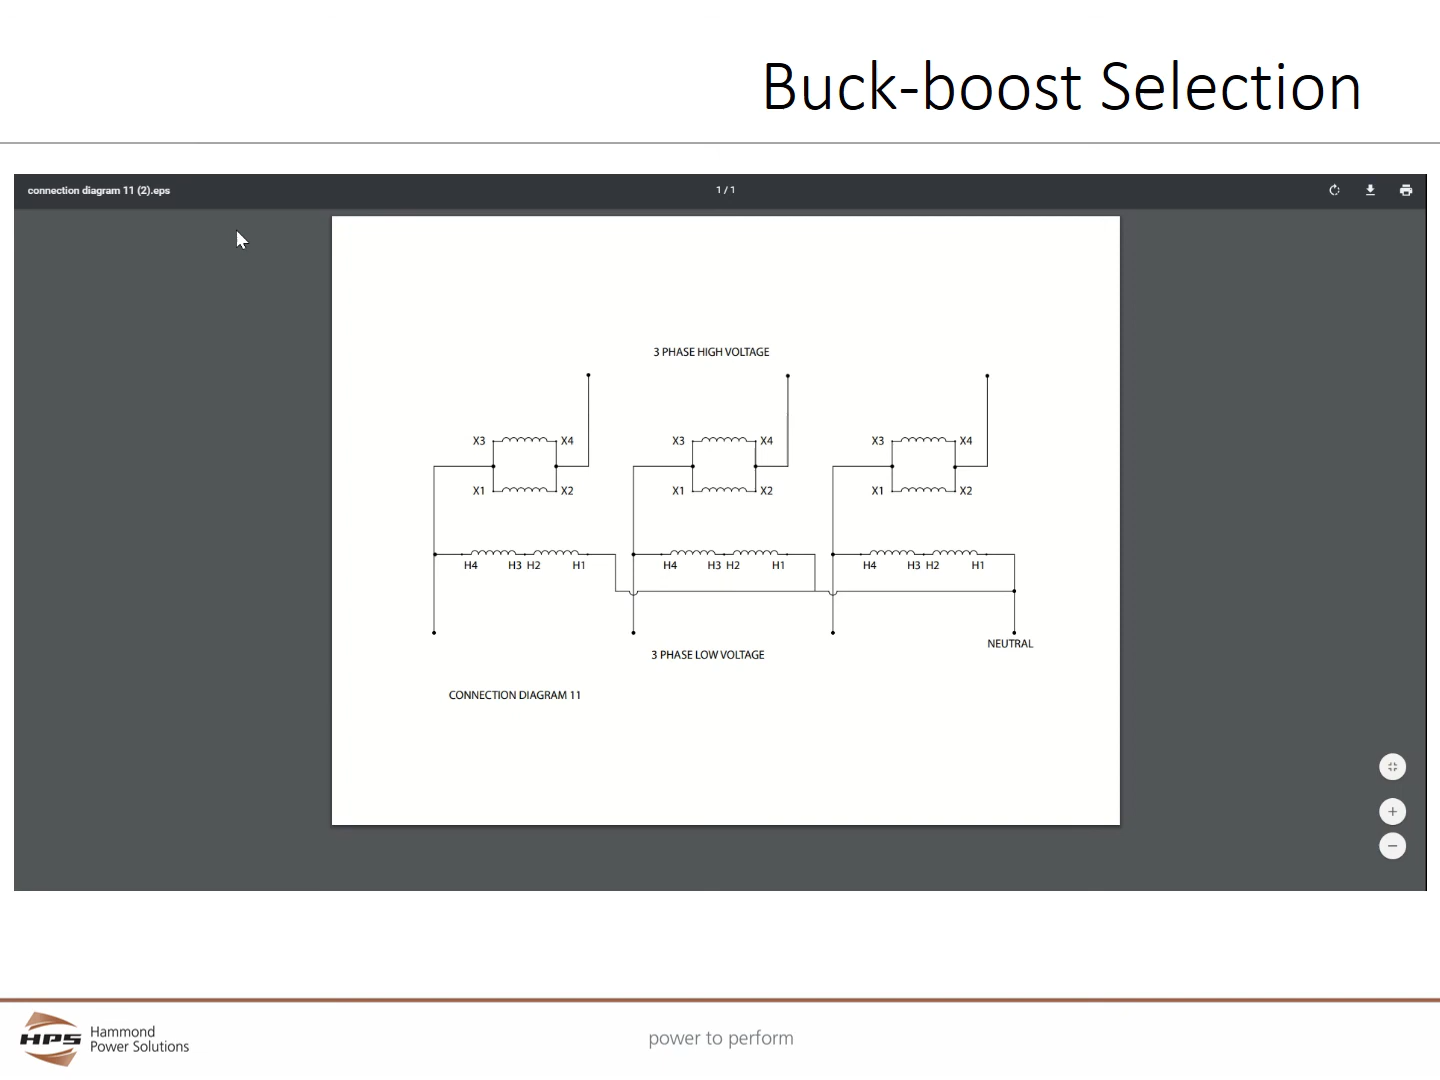 Buck-boost Selection
connection diagram 11 (2).eps
1 / 1
3 PHASE HIGH VOLTAGE
X3 X4 X3 X4 X3 X4
X1 X2 X1 X2 X1 X2
H4 H3 H2 H1 H4 H3 H2 H1 H4 H3 H2 H1
NEUTRAL
3 PHASE LOW VOLTAGE
CONNECTION DIAGRAM 11
HPS
Hammond
Power Solutions
power to perform